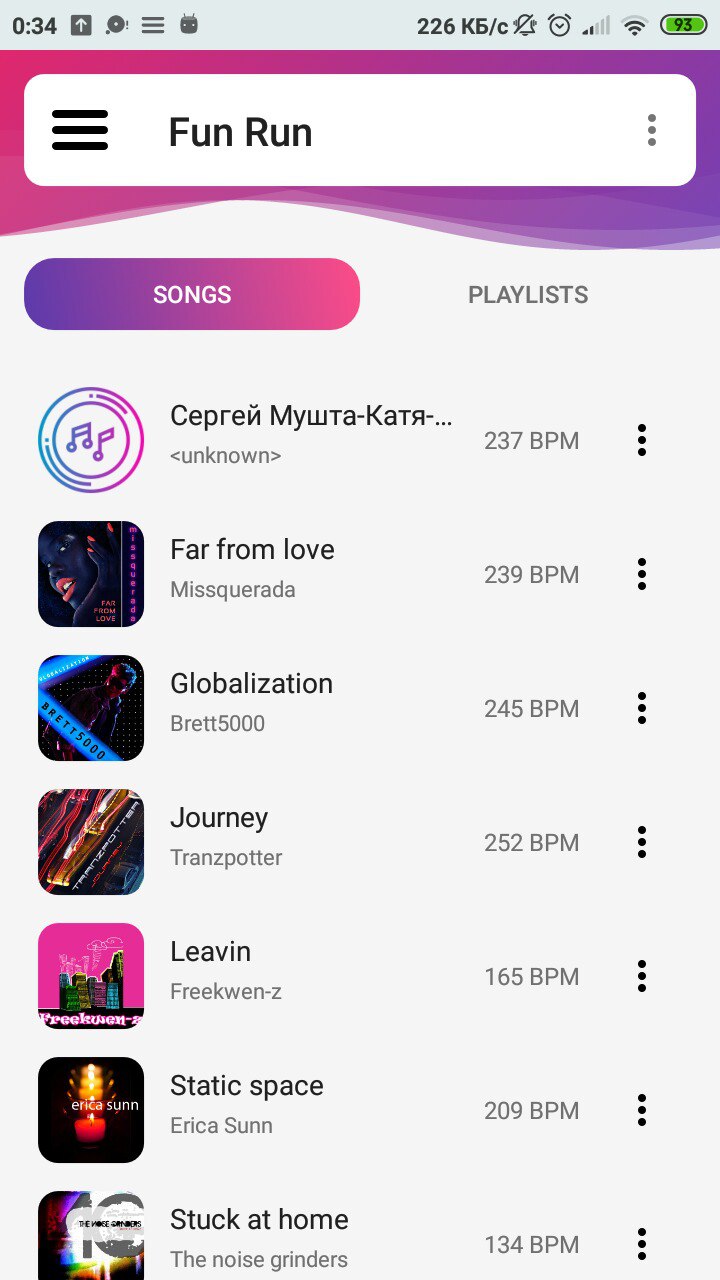 0:34
226 КБ/с
93
Fun Run
SONGS
PLAYLISTS
Сергей Мушта-Катя-...
<unknown>
237 BPM
missquerada
FAR
FROM
LOVE
Far from love
Missquerada
239 BPM
GLOBALIZATION
BRETT5000
Globalization
Brett5000
245 BPM
TRANZPOTTER
JOURNEY
Journey
Tranzpotter
252 BPM
Freekwen-z
Leavin
Freekwen-z
165 BPM
erica sunn
Static space
Erica Sunn
209 BPM
THE NOISE GRINDERS
Stuck at home
The noise grinders
134 BPM